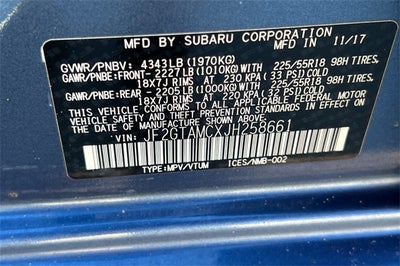 MFD BY SUBARU CORPORATION 11/17
GVWR/PNBV: 4343LB(1970KG)
GAWR/PNBE:FRONT- 2227LB(1010KG)WITH/AVEC 225/55R18 98H TIRES,
18X7J RIMS AT 230 KPA(33 PSI)COLD
GAWR/PNBE:REAR- 2205LB(1000KG)WITH/AVEC 225/55R18 98H TIRES,
18X7J RIMS AT 220 KPA(32 PSI)COLD
THIS VEHICLE CONFORMS TO ALL APPLICABLE FEDERAL MOTOR
VEHICLE SAFETY
THEFT PREVENTION STANDARDS IN EFFECT ON THE DATE OF
MANUFACTURE SHOWN ABOVE.
VIN: JF2GTAMCXJH258661
TYPE:MPV/VTUM ICES/NMB-002